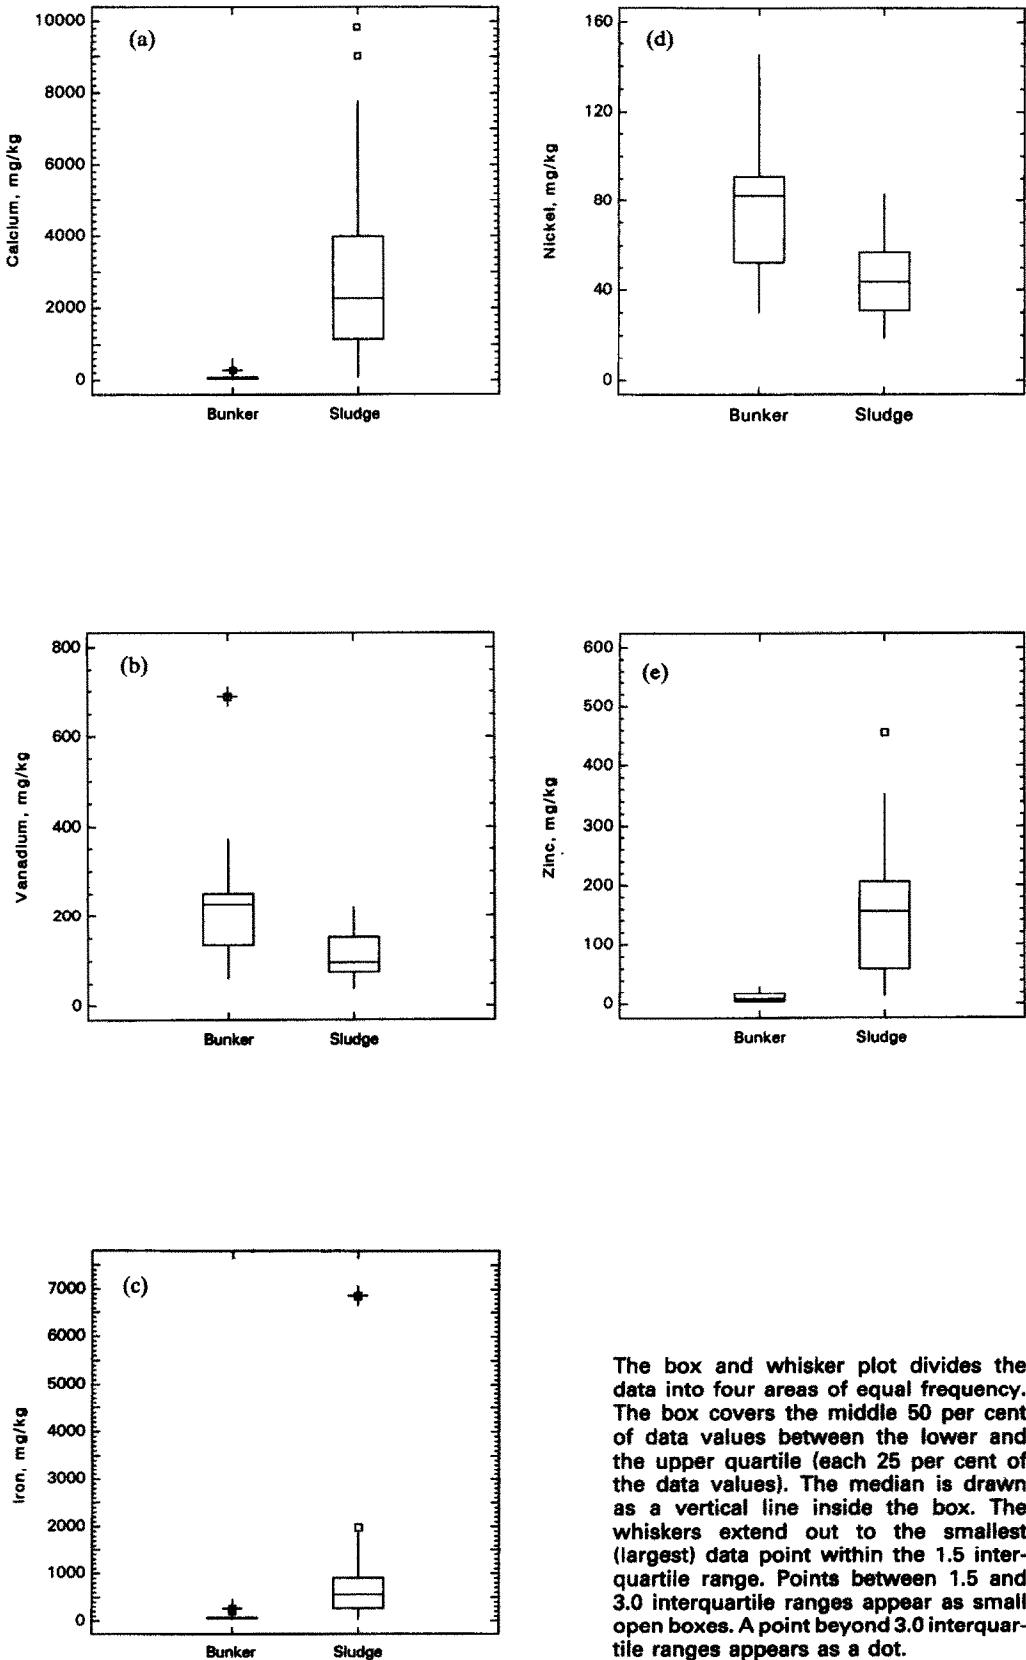 (a)
10000
8000
6000
4000
2000
0
Calcium, mg/kg
Bunker Sludge
(d)
160
120
80
40
0
Nickel, mg/kg
Bunker Sludge
(b)
800
600
400
200
0
Vanadium, mg/kg
Bunker Sludge
(e)
600
500
400
300
200
100
0
Zinc, mg/kg
Bunker Sludge
(c)
7000
6000
5000
4000
3000
2000
1000
0
Iron, mg/kg
Bunker Sludge
The box and whisker plot divides the
data into four areas of equal frequency.
The box covers the middle 50 per cent
of data values between the lower and
the upper quartile (each 25 per cent of
the data values). The median is drawn
as a vertical line inside the box. The
whiskers extend out to the smallest
(largest) data point within the 1.5 inter-
quartile range. Points between 1.5 and
3.0 interquartile ranges appear as small
open boxes. A point beyond 3.0 interquar-
tile ranges appears as a dot.